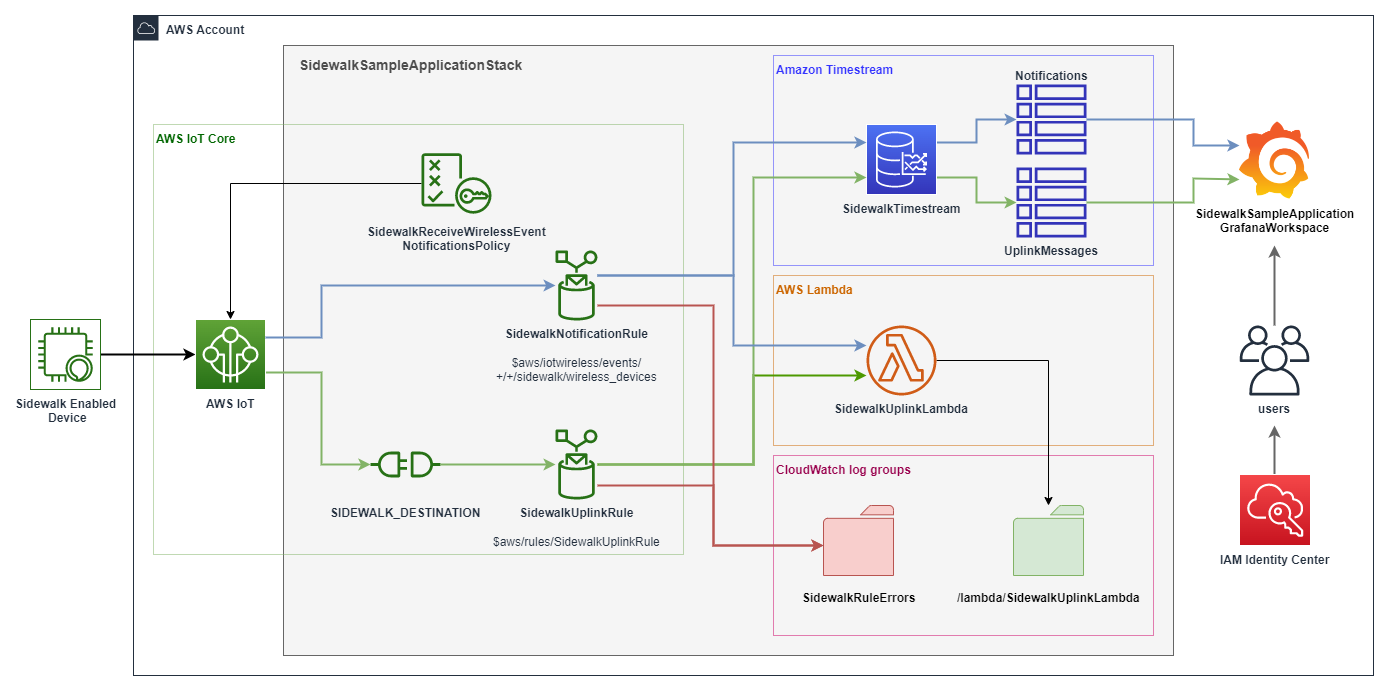 AWS Account
SidewalkSampleApplicationStack
Amazon Timestream
Notifications
AWS IoT Core
SidewalkTimestream
SidewalkSampleApplication
GrafanaWorkspace
SidewalkReceiveWirelessEvent
NotificationsPolicy
UplinkMessages
AWS Lambda
SidewalkNotificationRule
$aws/iotwireless/events/
+/+/sidewalk/wireless_devices
Sidewalk Enabled
Device
AWS IoT
SidewalkUplinkLambda
users
CloudWatch log groups
SIDEWALK_DESTINATION
SidewalkUplinkRule
$aws/rules/SidewalkUplinkRule
IAM Identity Center
SidewalkRuleErrors
/lambda/SidewalkUplinkLambda